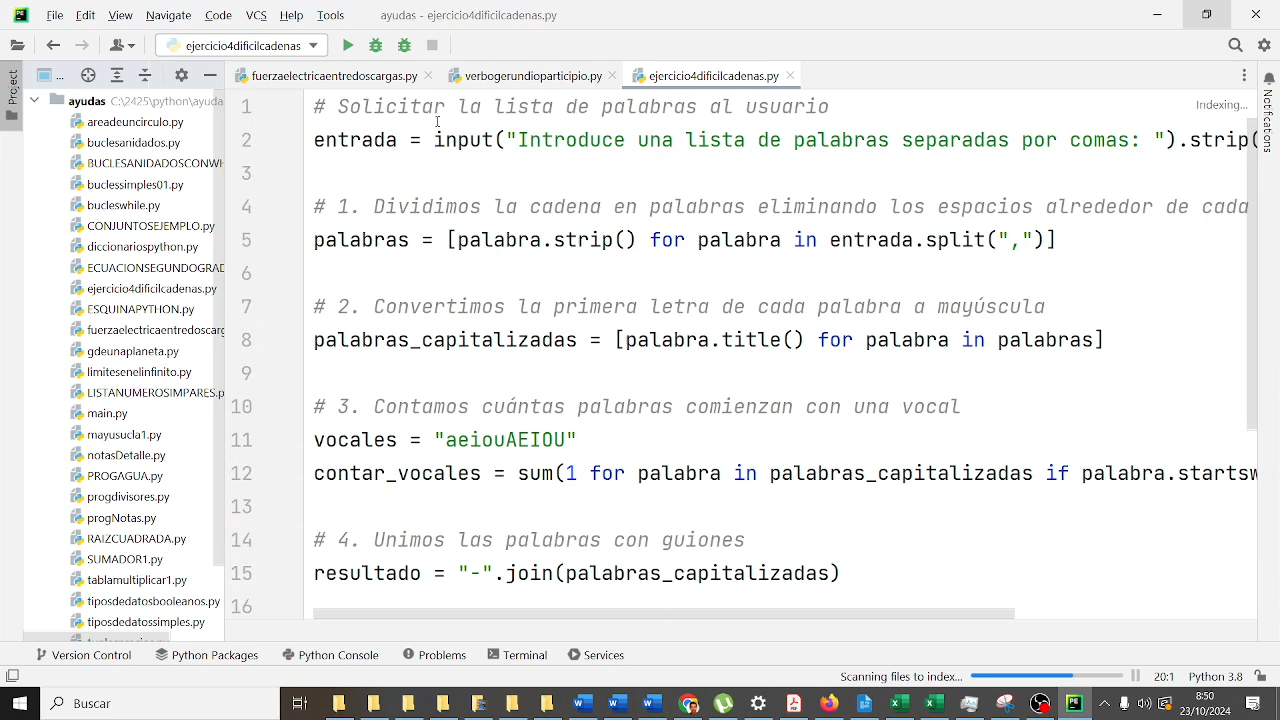 File Edit View Navigate Code VCS Help Tools ayudas - ejercicio4dificilcadenas.py
ejercicio4dificilcadenas
Project
... fuerzaelectricaentredoscargas.py verbogerundioparticipio.py ejercicio4dificilcadenas.py
Notifications
Indexing...
ayudas C:\2425\python\ayuda
areadeuncirculo.py
buclesanidados.py
BUCLESANIDADOSCONWH
buclessimples01.py
bucleswhile.py
CONJUNTOSEJEMPLO.py
diccionariospython.py
ECUACIONSEGUNDOGRAD
ejercicio4dificilcadenas.py
ESQUINAPYTHON.py
fuerzaelectricaentredoscarg
gdeunaplaneta.py
limitesenelinfinito.py
LISTANUMEROSIMPARES.p
main.py
mayusucla1.py
notasDetalle.py
PROGAGUA.py
progdivisores.py
progNotas.py
RAIZCUADRADA.py
SUMADOR1.py
tablamultiplicar1.py
tiposdedatosbooleanos.py
tiposdedatossimples.py
1 # Solicitar la lista de palabras al usuario
2 entrada = input("Introduce una lista de palabras separadas por comas: ").strip(
3
4 # 1. Dividimos la cadena en palabras eliminando los espacios alrededor de cada
5 palabras = [palabra.strip() for palabra in entrada.split(",")]
6
7 # 2. Convertimos la primera letra de cada palabra a mayúscula
8 palabras_capitalizadas = [palabra.title() for palabra in palabras]
9
10 # 3. Contamos cuántas palabras comienzan con una vocal
11 vocales = "aeiouAEIOU"
12 contar_vocales = sum(1 for palabra in palabras_capitalizadas if palabra.startsw
13
14 # 4. Unimos las palabras con guiones
15 resultado = "-".join(palabras_capitalizadas)
16
Version Control Python Packages Python Console Problems Terminal Services
Scanning files to index... 20:1 Python 3.8
Buscar
8:50
23/10/2024